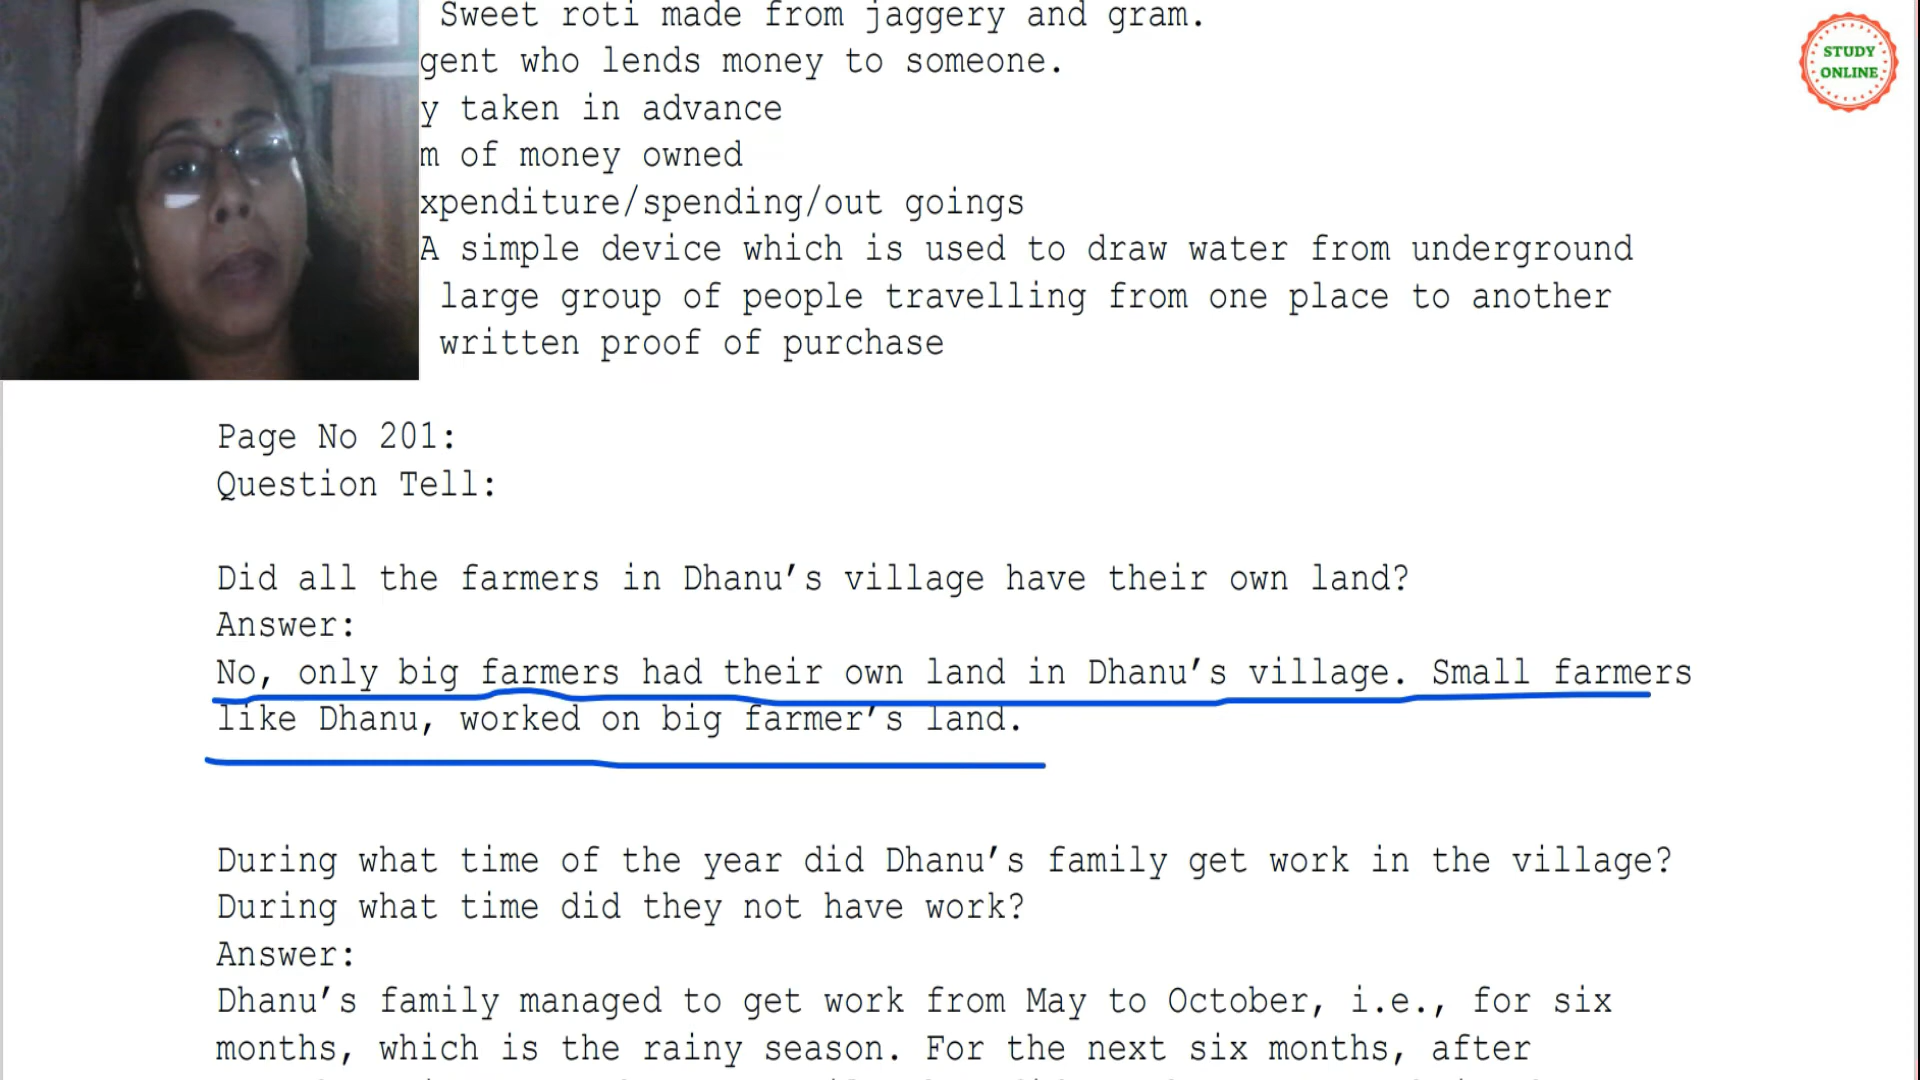 Sweet roti made from jaggery and gram.
gent who lends money to someone.
y taken in advance
m of money owned
xpenditure/spending/out goings
A simple device which is used to draw water from underground
large group of people travelling from one place to another
written proof of purchase
STUDY
ONLINE
Page No 201:
Question Tell:
Did all the farmers in Dhanu’s village have their own land?
Answer:
No, only big farmers had their own land in Dhanu’s village. Small farmers
like Dhanu, worked on big farmer’s land.
During what time of the year did Dhanu’s family get work in the village?
During what time did they not have work?
Answer:
Dhanu’s family managed to get work from May to October, i.e., for six
months, which is the rainy season. For the next six months, after